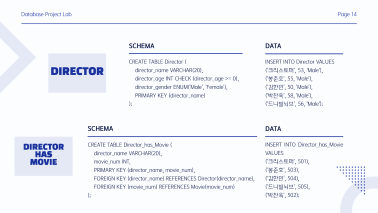 Database Project Lab
Page 14
SCHEMA
DATA
DIRECTOR
CREATE TABLE Director (
director_name VARCHAR(20),
director_age INT CHECK (director_age >= 0),
director_gender ENUM('Male', 'Female'),
PRIMARY KEY (director_name)
);
INSERT INTO Director VALUES
('크리스토퍼', 53, 'Male'),
('봉준호', 55, 'Male'),
('김한민', 50, 'Male'),
('박찬욱', 58, 'Male'),
('드니빌뇌브', 56, 'Male');
SCHEMA
DATA
DIRECTOR
HAS
MOVIE
CREATE TABLE Director_has_Movie (
director_name VARCHAR(20),
movie_num INT,
PRIMARY KEY (director_name, movie_num),
FOREIGN KEY (director_name) REFERENCES Director(director_name),
FOREIGN KEY (movie_num) REFERENCES Movie(movie_num)
);
INSERT INTO Director_has_Movie
VALUES
('크리스토퍼', 501),
('봉준호', 503),
('김한민', 504),
('드니빌뇌브', 505),
('박찬욱', 502);